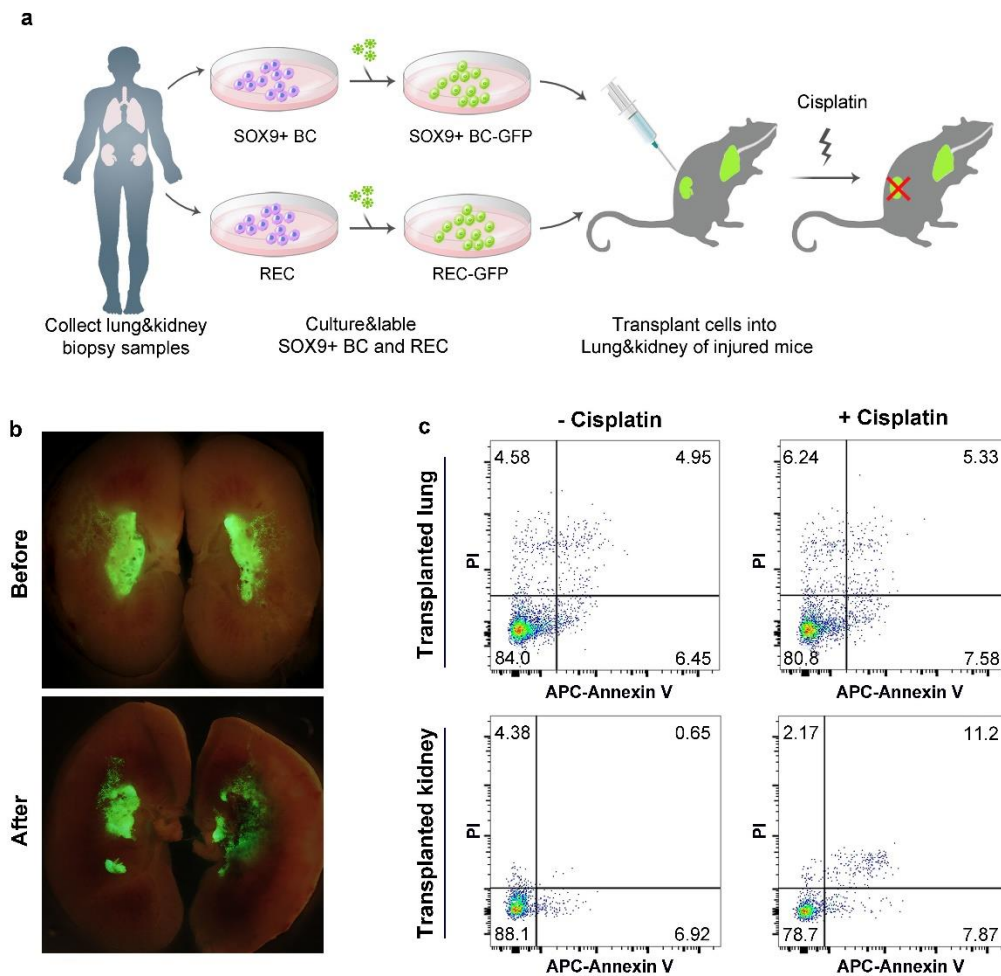 a
Cisplatin
SOX9+ BC
SOX9+ BC-GFP
REC
REC-GFP
Collect lung&kidney
biopsy samples
Culture&lable
SOX9+ BC and REC
Transplant cells into
Lung&kidney of injured mice
b
Before
After
c
- Cisplatin
+ Cisplatin
Transplanted lung
PI
4.58
4.95
84.0
6.45
APC-Annexin V
PI
6.24
5.33
80.8
7.58
APC-Annexin V
Transplanted kidney
PI
4.38
0.65
88.1
6.92
APC-Annexin V
PI
2.17
11.2
78.7
7.87
APC-Annexin V